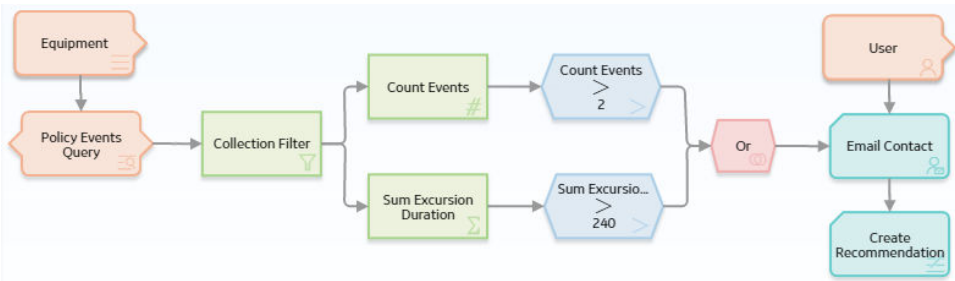 Equipment
Policy Events
Query
Collection Filter
Count Events
#
Sum Excursion
Duration
Σ
Count Events
>
2
>
Sum Excursio...
>
240
>
Or
User
Email Contact
Create
Recommendation